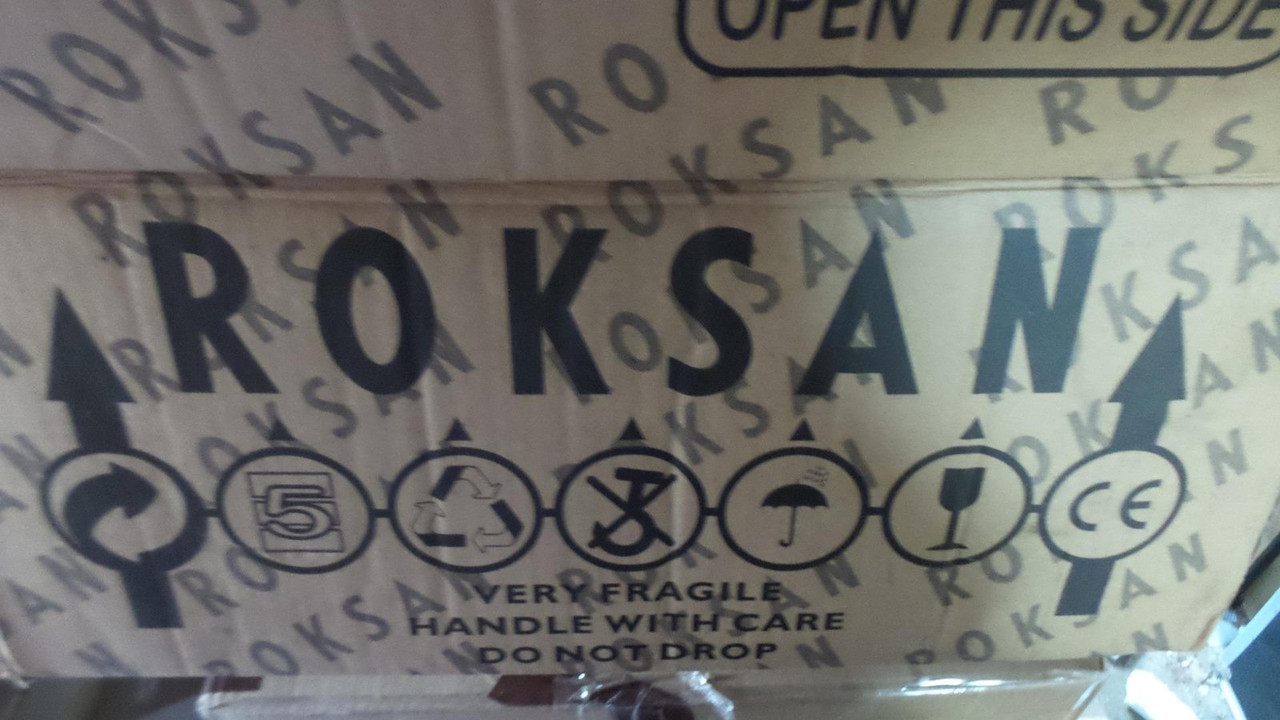 OPEN THIS SIDE
ROKSAN
5
CE
VERY FRAGILE
HANDLE WITH CARE
DO NOT DROP